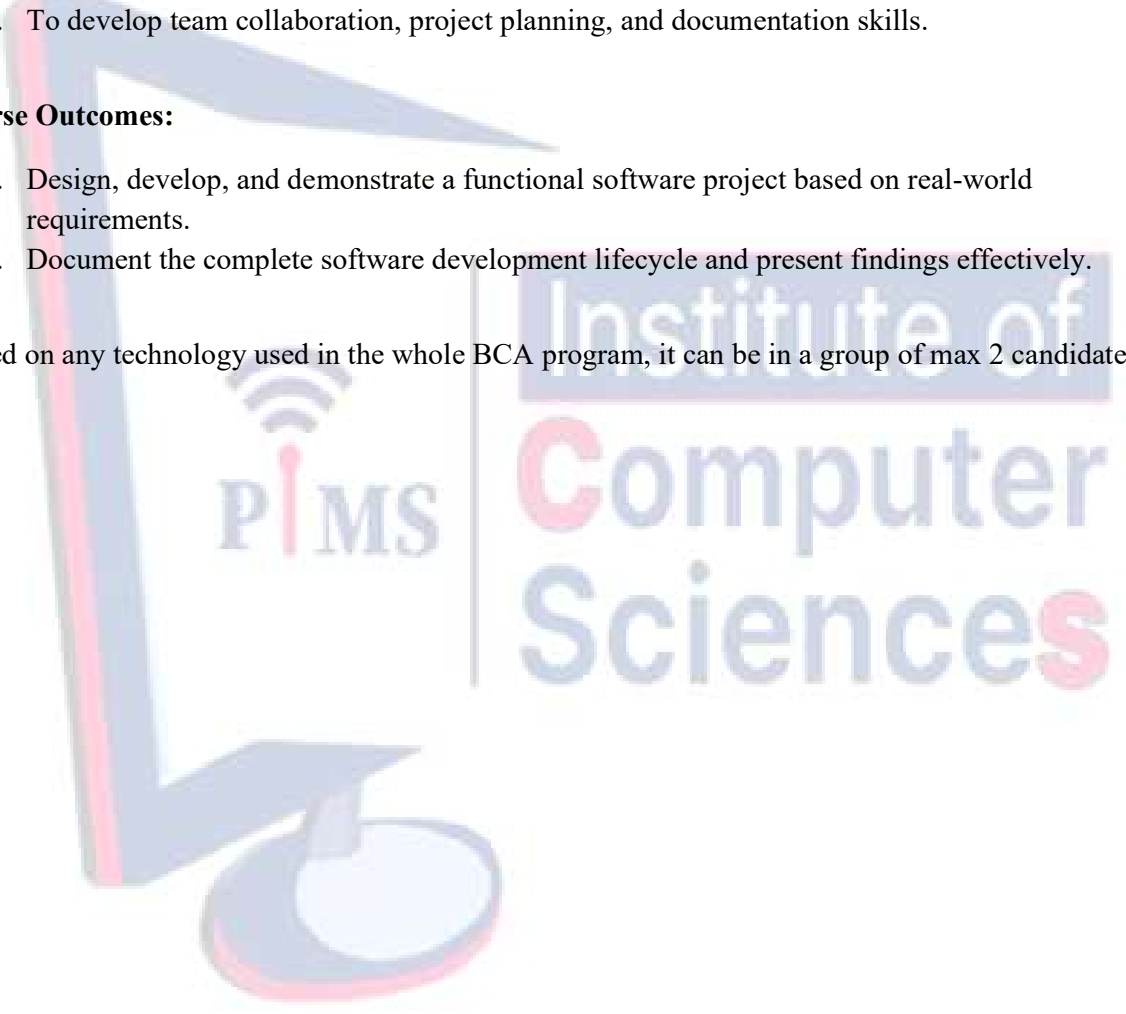 . To develop team collaboration, project planning, and documentation skills.
rse Outcomes:
. Design, develop, and demonstrate a functional software project based on real-world
requirements.
. Document the complete software development lifecycle and present findings effectively.
ed on any technology used in the whole BCA program, it can be in a group of max 2 candidate
Institute of
PIMS
Computer
Sciences